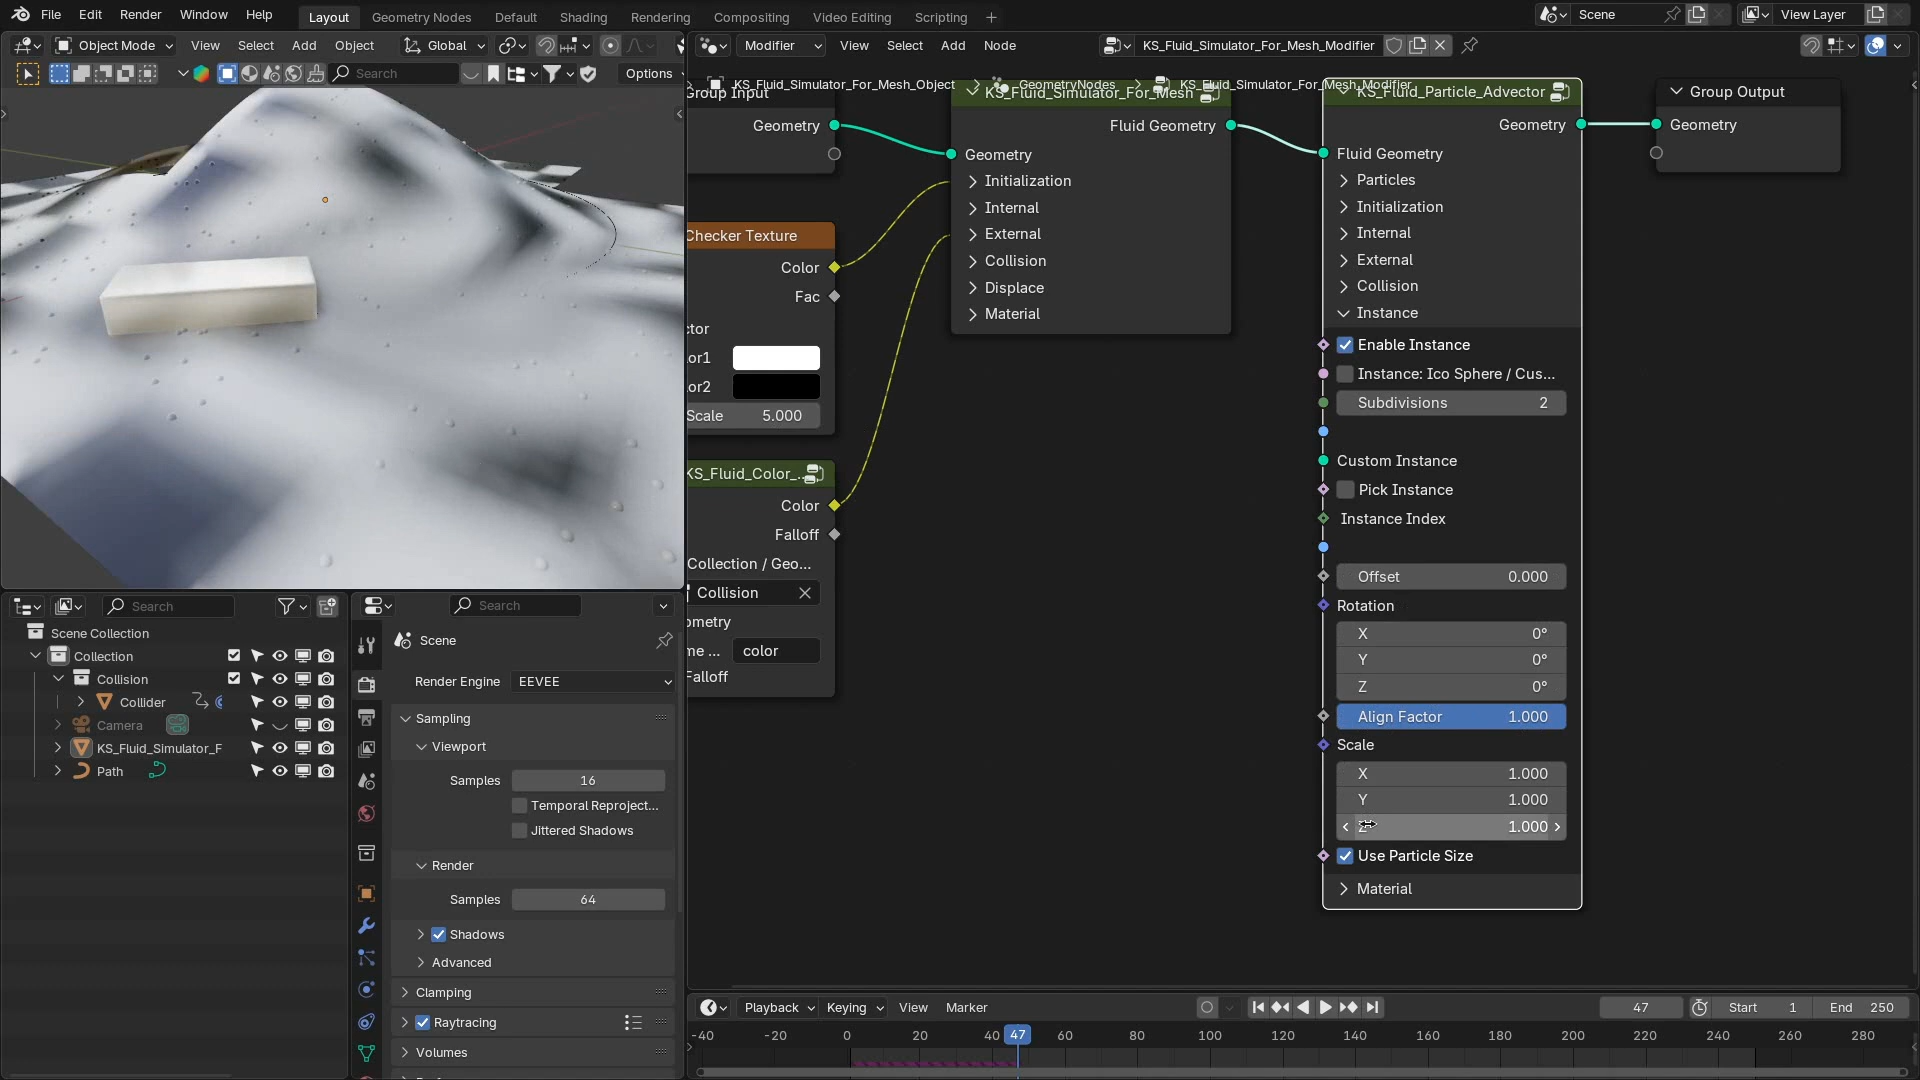 File Edit Render Window Help
Layout Geometry Nodes Default Shading Rendering Compositing Video Editing Scripting
Scene
View Layer
Object Mode View Select Add Object Global
Search
Options
Modifier View Select Add Node
KS_Fluid_Simulator_For_Mesh_Modifier
KS_Fluid_Simulator_For_Mesh_Object GeometryNodes KS_Fluid_Simulator_For_Mesh_Modifier
Group Input
Geometry
Checker Texture
Color
Fac
ctor
or1
or2
Scale 5.000
KS_Fluid_Color_...
Color
Falloff
Collection / Geo...
Collision
ometry
me ... color
Falloff
KS_Fluid_Simulator_For_Mesh
Fluid Geometry
Geometry
Initialization
Internal
External
Collision
Displace
Material
KS_Fluid_Particle_Advector
Geometry
Fluid Geometry
Particles
Initialization
Internal
External
Collision
Instance
Enable Instance
Instance: Ico Sphere / Cus...
Subdivisions 2
Custom Instance
Pick Instance
Instance Index
Offset 0.000
Rotation
X 0°
Y 0°
Z 0°
Align Factor 1.000
Scale
X 1.000
Y 1.000
Z 1.000
Use Particle Size
Material
Group Output
Geometry
Search
Scene Collection
Collection
Collision
Collider
Camera
KS_Fluid_Simulator_F
Path
Search
Scene
Render Engine EEVEE
Sampling
Viewport
Samples 16
Temporal Reproject...
Jittered Shadows
Render
Samples 64
Shadows
Advanced
Clamping
Raytracing
Volumes
Playback Keying View Marker
47 Start 1 End 250
-40 -20 0 20 40 47 60 80 100 120 140 160 180 200 220 240 260 280